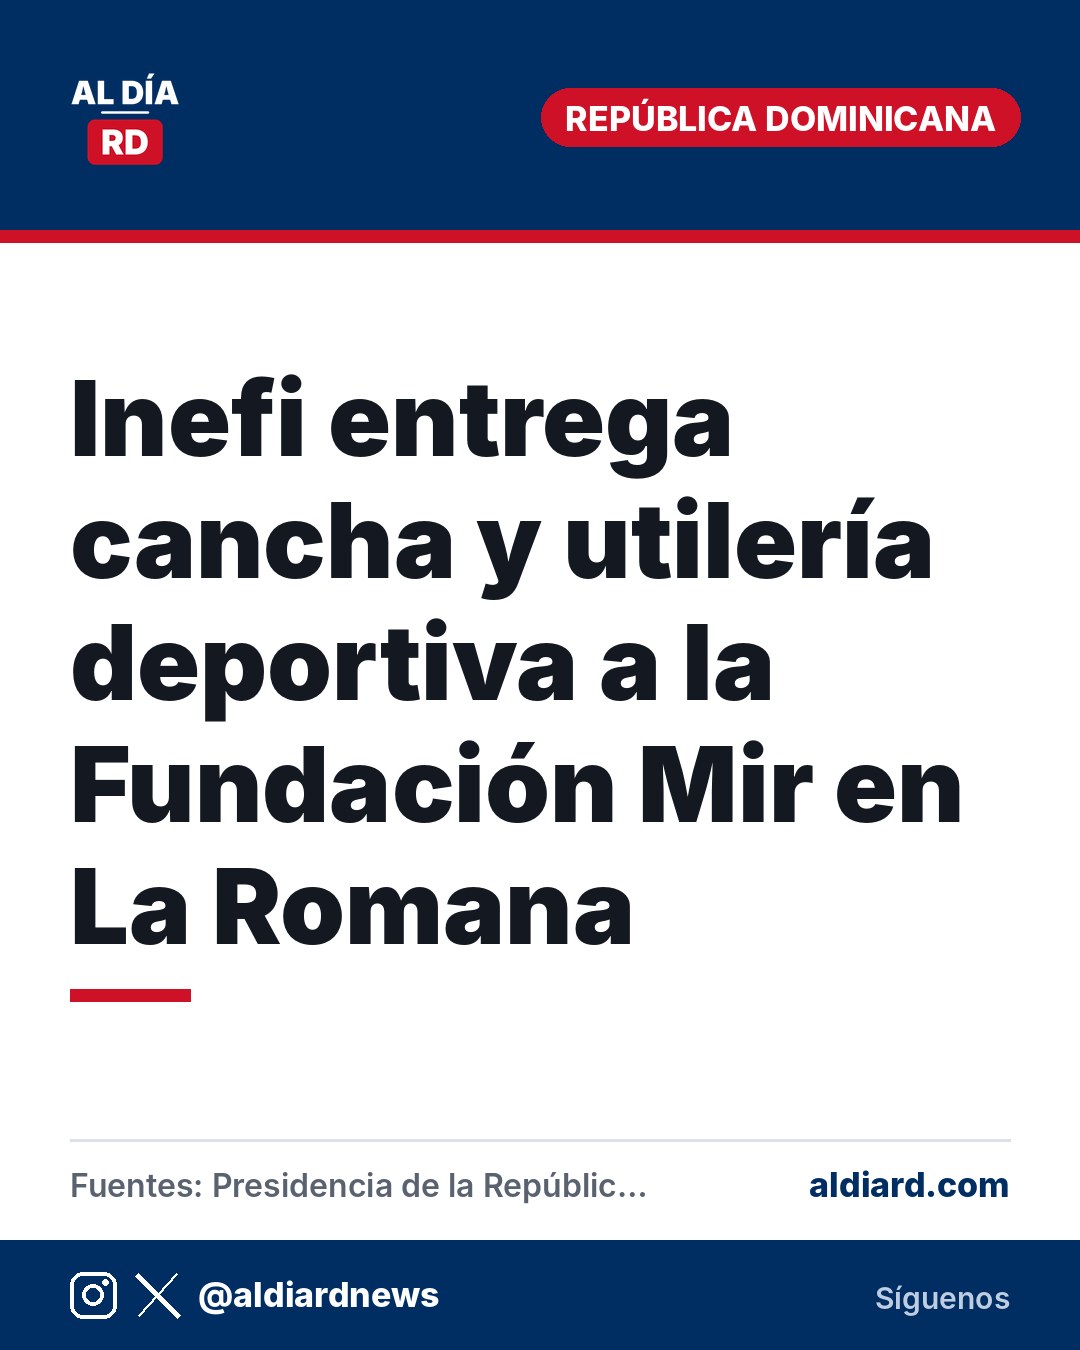 AL DÍA
RD
REPÚBLICA DOMINICANA
Inefi entrega
cancha y utilería
deportiva a la
Fundación Mir en
La Romana
Fuentes: Presidencia de la Repúblic...
aldiard.com
@aldiardnews
Síguenos